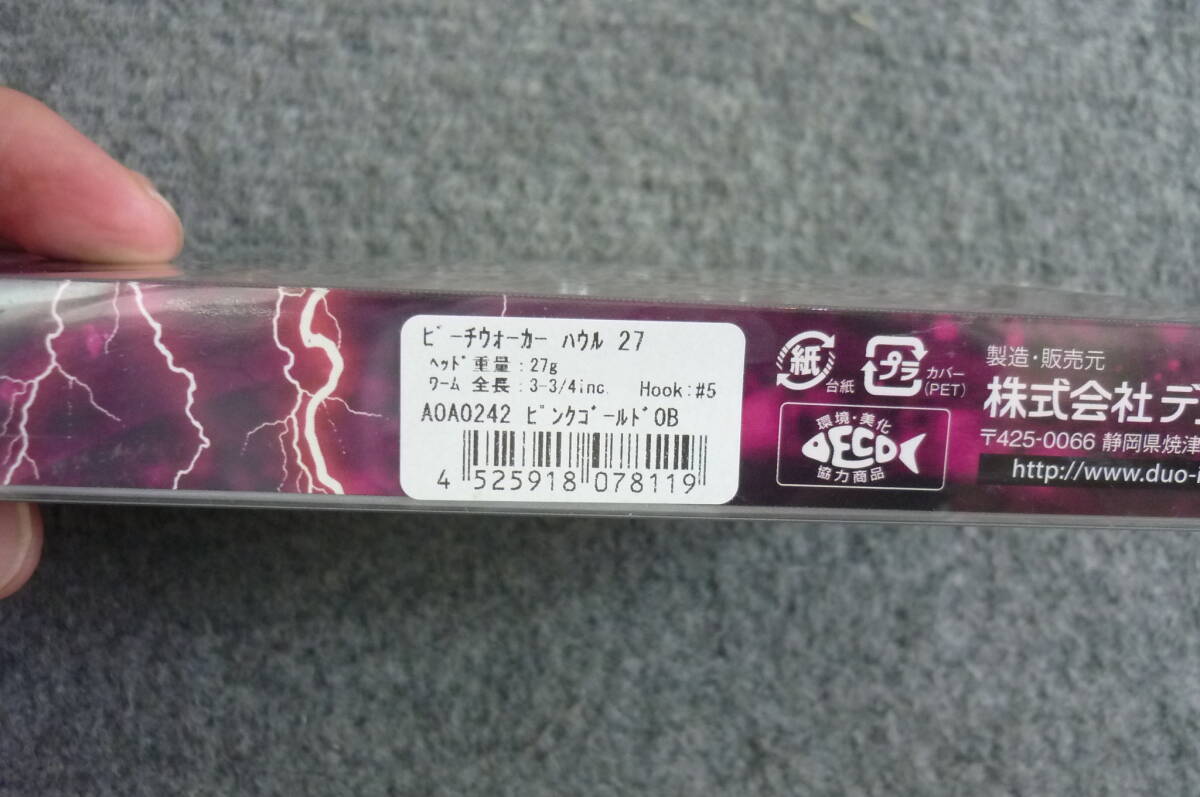 ビーチウォーカー ハウル 27
ヘッド重量:27g
ワーム 全長:3-3/4inc. Hook:#5
AOA0242 ピンクゴールドOB
4 525918 078119
紙
台紙
プラ
カバー
(PET)
環境・美化
ECO
協力商品
製造・販売元
株式会社デュ
〒425-0066 静岡県焼津
http://www.duo-